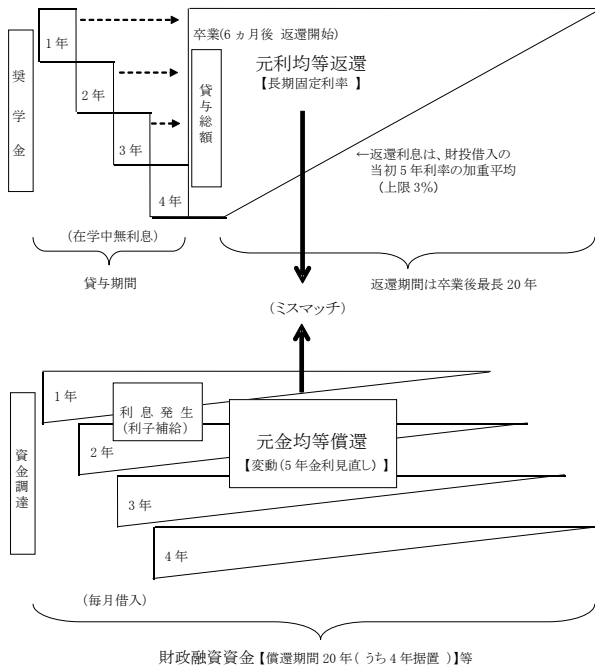 奨学金
1年
2年
3年
4年
卒業(6ヵ月後 返還開始)
貸与総額
元利均等返還
【長期固定利率 】
←返還利息は、財投借入の
当初5年利率の加重平均
(上限3%)
(在学中無利息)
貸与期間
返還期間は卒業後最長20年
(ミスマッチ)
資金調達
1年
利息発生
(利子補給)
2年
元金均等償還
【変動(5年金利見直し) 】
3年
4年
(毎月借入)
財政融資資金【償還期間20年( うち4年据置 )】等